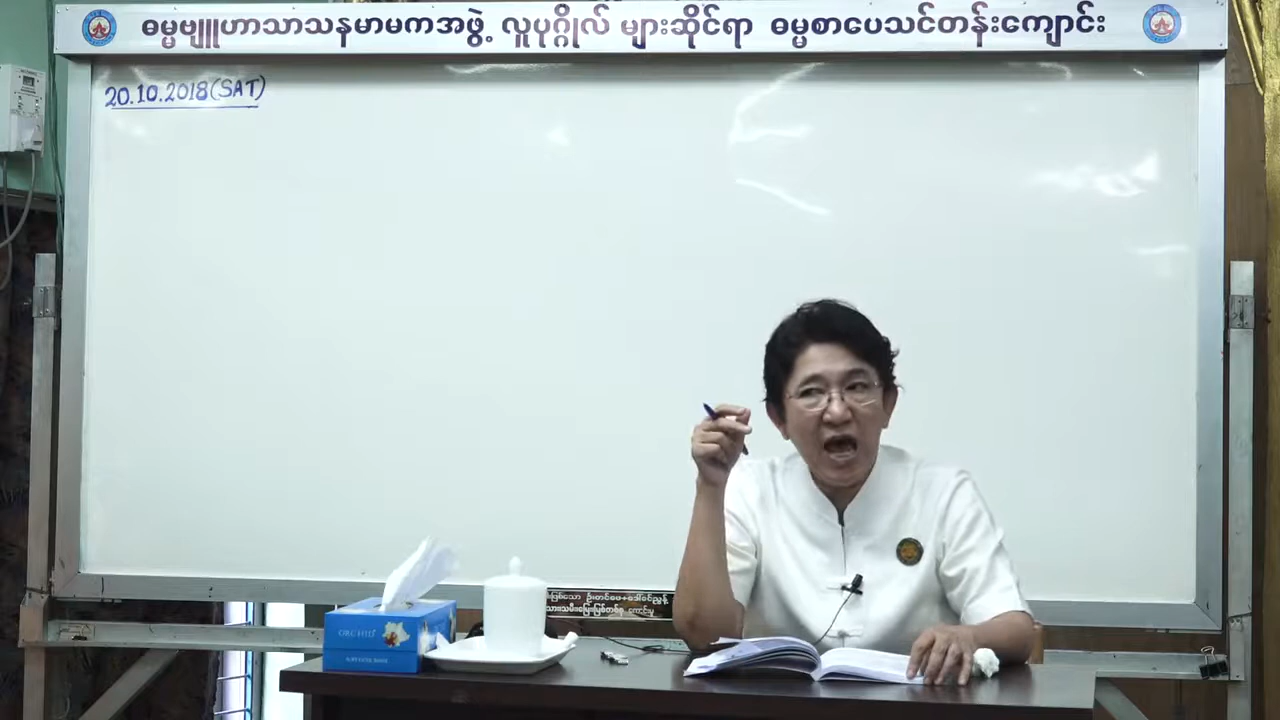 ဓမ္မဗျူဟာသာသနမာမကအဖွဲ့ လူပုဂ္ဂိုလ် များဆိုင်ရာ ဓမ္မစာပေသင်တန်းကျောင်း
20.10.2018(SAT)